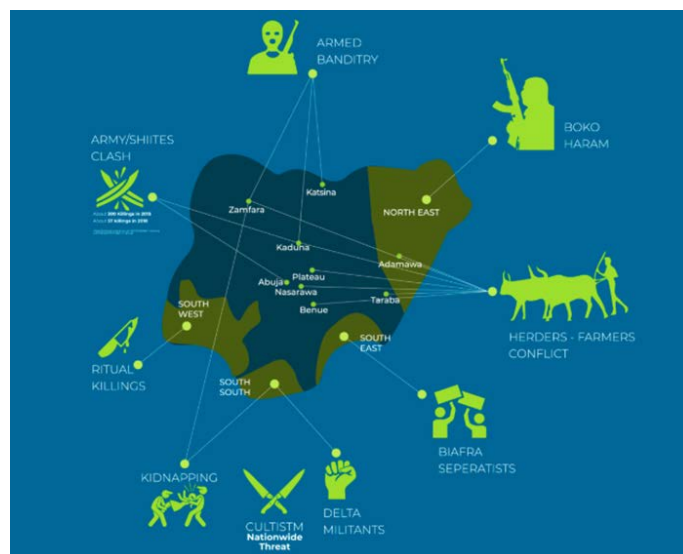 ARMED
BANDITRY
BOKO
HARAM
ARMY/SHIITES
CLASH
Katsina
Zamfara
NORTH EAST
Kaduna
Adamawa
Plateau
Abuja
Nasarawa
Taraba
Benue
SOUTH
WEST
SOUTH
EAST
HERDERS - FARMERS
CONFLICT
RITUAL
KILLINGS
SOUTH
SOUTH
BIAFRA
SEPERATISTS
KIDNAPPING
CULTISTM
Nationwide
Threat
DELTA
MILITANTS